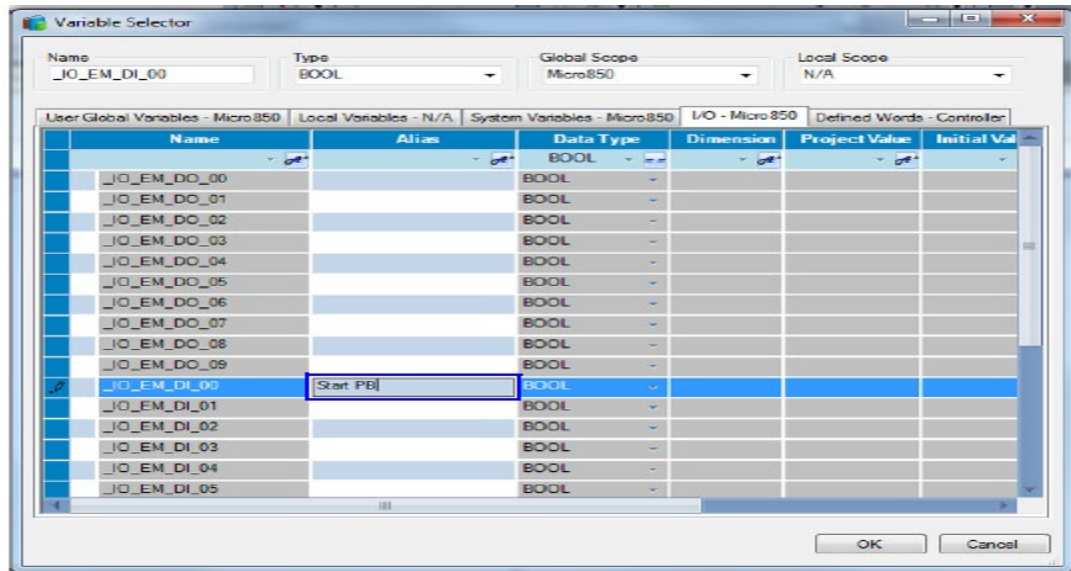 Variable Selector
Name Type Global Scope Local Scope
_IO_EM_DI_00 BOOL Micro850 N/A
User Global Variables - Micro850 Local Variables - N/A System Variables - Micro850 I/O - Micro850 Defined Words - Controller
Name Alias Data Type Dimension Project Value Initial Val
BOOL
_IO_EM_DO_00 BOOL
_IO_EM_DO_01 BOOL
_IO_EM_DO_02 BOOL
_IO_EM_DO_03 BOOL
_IO_EM_DO_04 BOOL
_IO_EM_DO_05 BOOL
_IO_EM_DO_06 BOOL
_IO_EM_DO_07 BOOL
_IO_EM_DO_08 BOOL
_IO_EM_DO_09 BOOL
_IO_EM_DI_00 Start PB BOOL
_IO_EM_DI_01 BOOL
_IO_EM_DI_02 BOOL
_IO_EM_DI_03 BOOL
_IO_EM_DI_04 BOOL
_IO_EM_DI_05 BOOL
OK Cancel